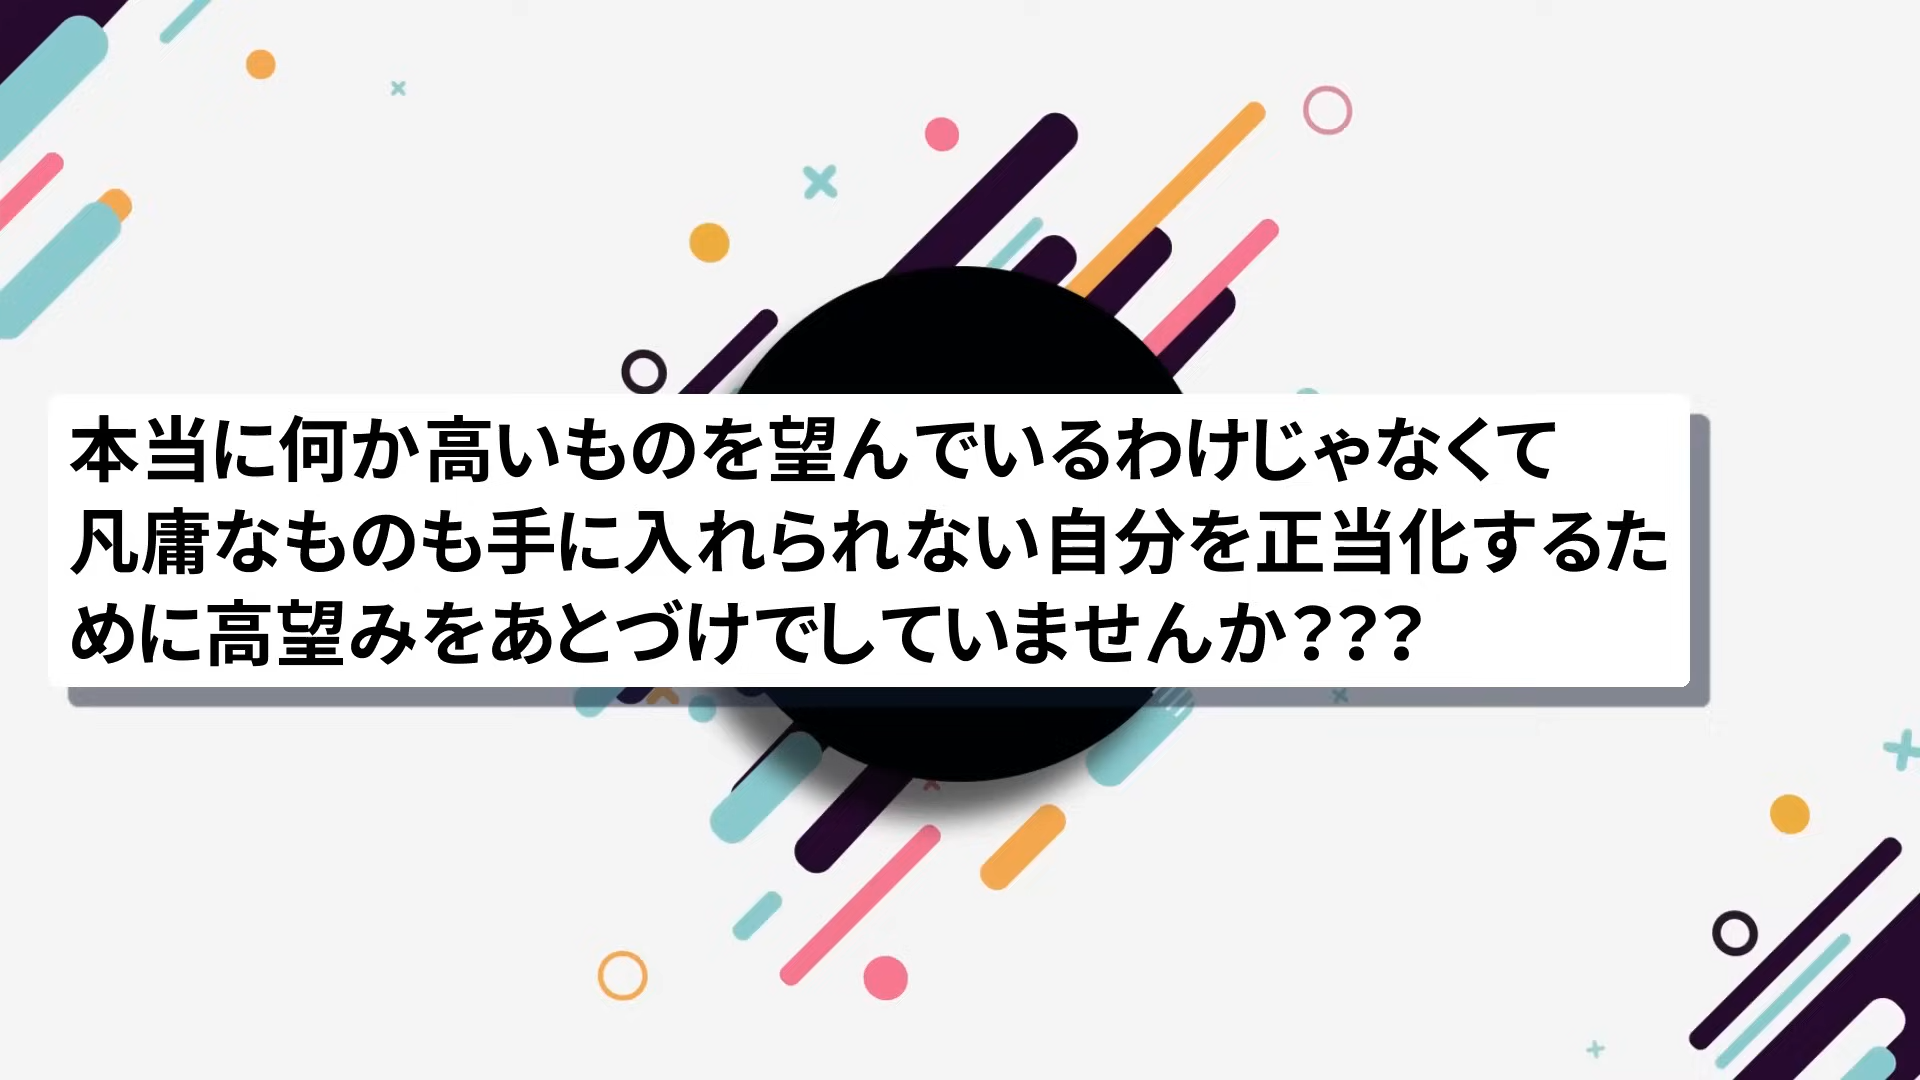 本当に何か高いものを望んでいるわけじゃなくて
凡庸なものも手に入れられない自分を正当化するた
めに高望みをあとづけでしていませんか？？？